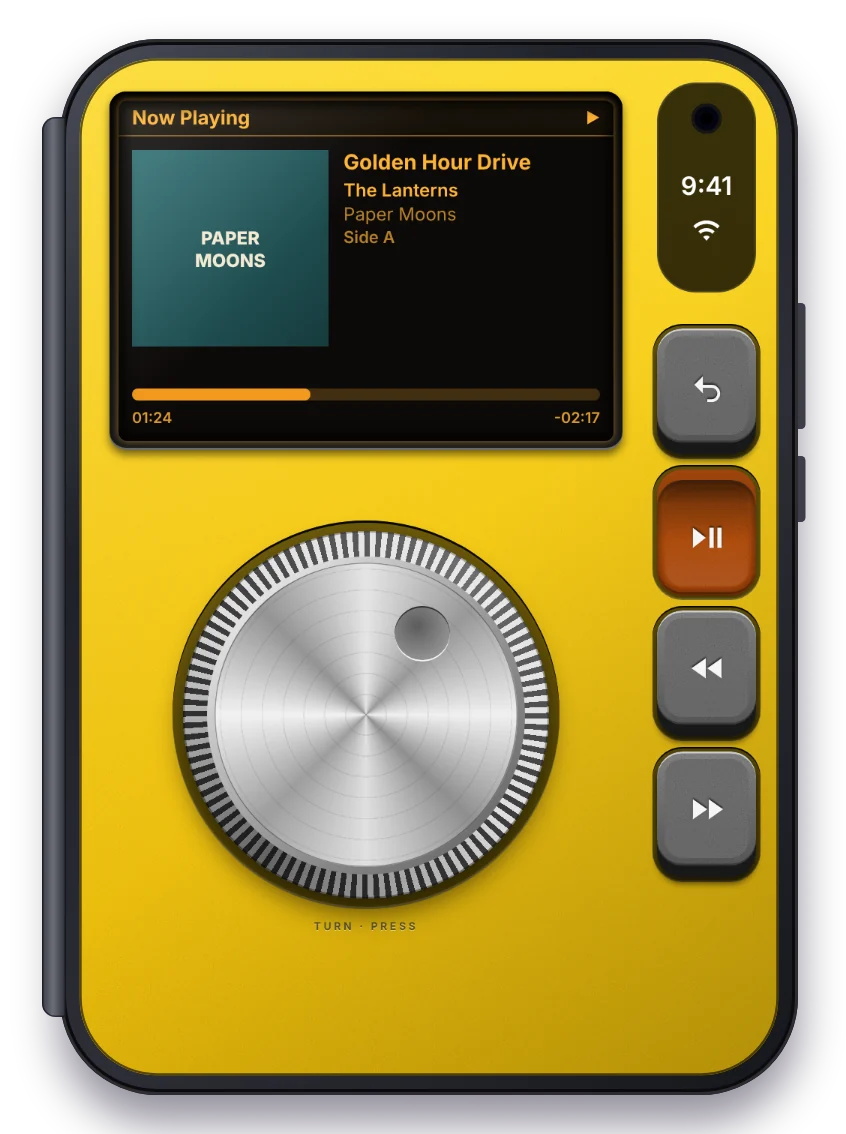 Now Playing
9:41
PAPER
MOONS
Golden Hour Drive
The Lanterns
Paper Moons
Side A
01:24
-02:17
TURN · PRESS